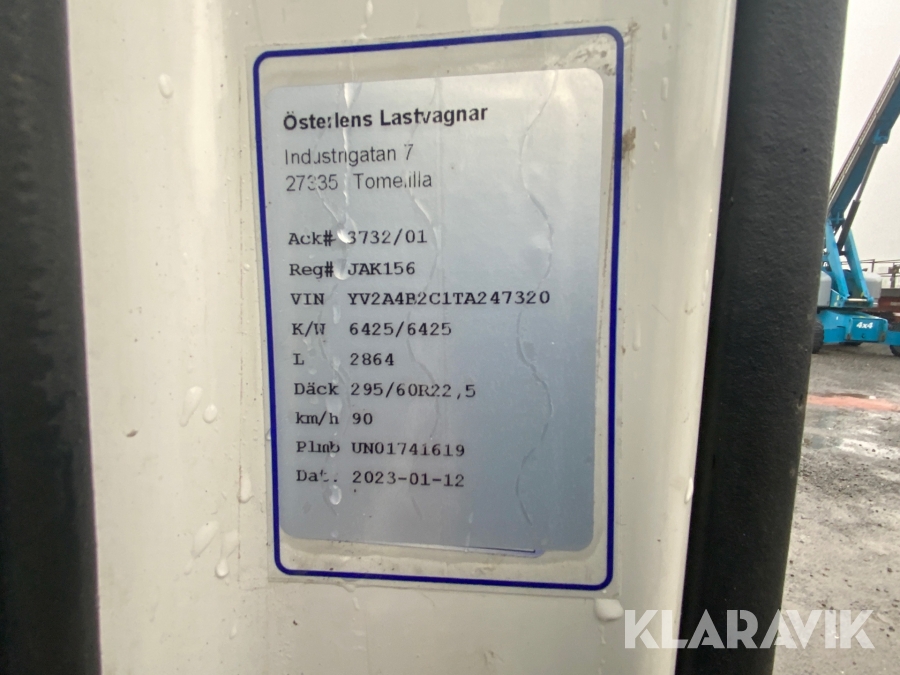 Österlens Lastvagnar
Industrigatan 7
27335 Tomelilla
Ack# 3732/01
Reg# JAK156
VIN YV2A4B2C1TA247320
K/W 6425/6425
L 2864
Däck 295/60R22,5
km/h 90
Plmb UN01741619
Dat. 2023-01-12
4x4
KLARAVIK